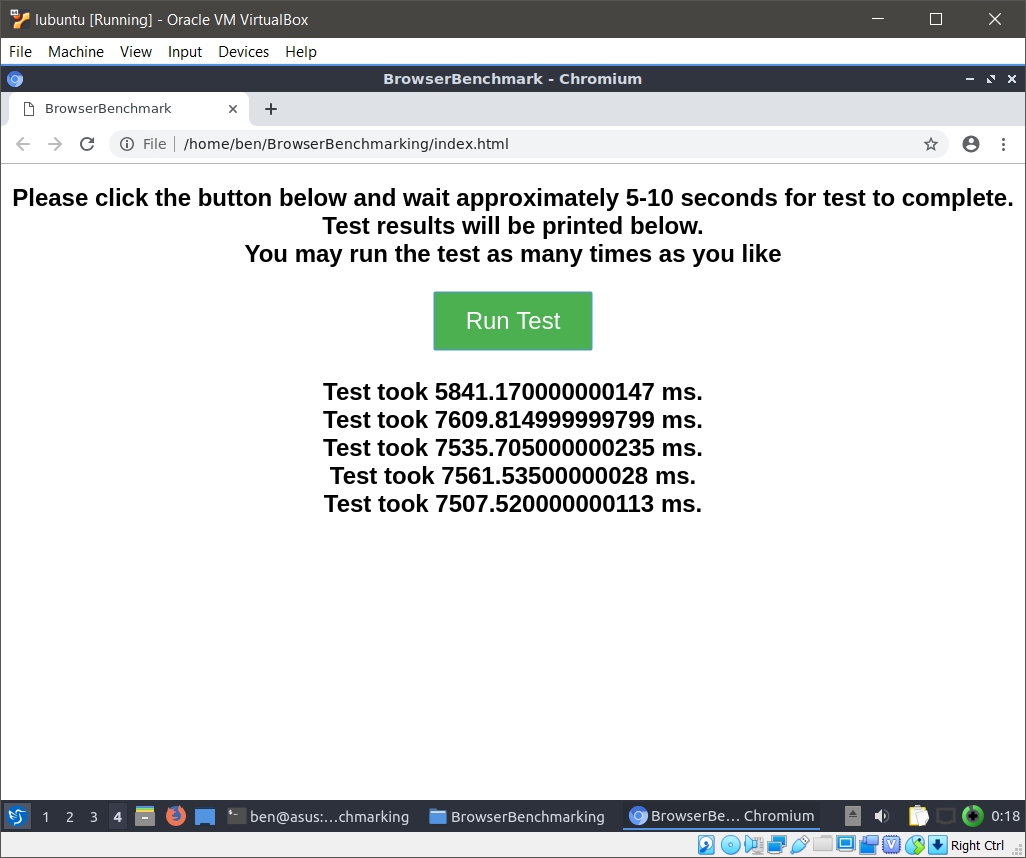 lubuntu [Running] - Oracle VM VirtualBox
File Machine View Input Devices Help
BrowserBenchmark - Chromium
BrowserBenchmark
File /home/ben/BrowserBenchmarking/index.html
Please click the button below and wait approximately 5-10 seconds for test to complete.
Test results will be printed below.
You may run the test as many times as you like
Run Test
Test took 5841.170000000147 ms.
Test took 7609.814999999799 ms.
Test took 7535.705000000235 ms.
Test took 7561.53500000028 ms.
Test took 7507.520000000113 ms.
1 2 3 4 ben@asus:...chmarking BrowserBenchmarking BrowserBe... Chromium 0:18
Right Ctrl